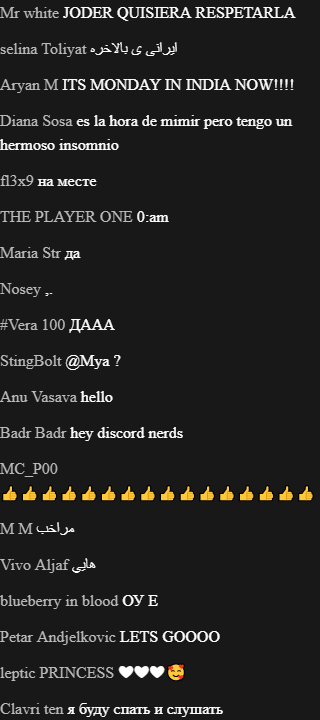 Mr white JODER QUISIERA RESPETARLA
selina Toliyat ایرانی ی بالاخره
Aryan M ITS MONDAY IN INDIA NOW!!!!
Diana Sosa es la hora de mimir pero tengo un
hermoso insomnio
fl3x9 на месте
THE PLAYER ONE 0:am
Maria Str да
Nosey ,.
#Vera 100 ДААА
StingBolt @Mya ?
Anu Vasava hello
Badr Badr hey discord nerds
MC_P00
👍👍👍👍👍👍👍👍👍👍👍👍👍👍👍👍
M M مراخب
Vivo Aljaf هایی
blueberry in blood ОУ Е
Petar Andjelkovic LETS GOOOO
leptic PRINCESS 🤍🤍🤍🥰
Clavri ten я буду спать и слушать